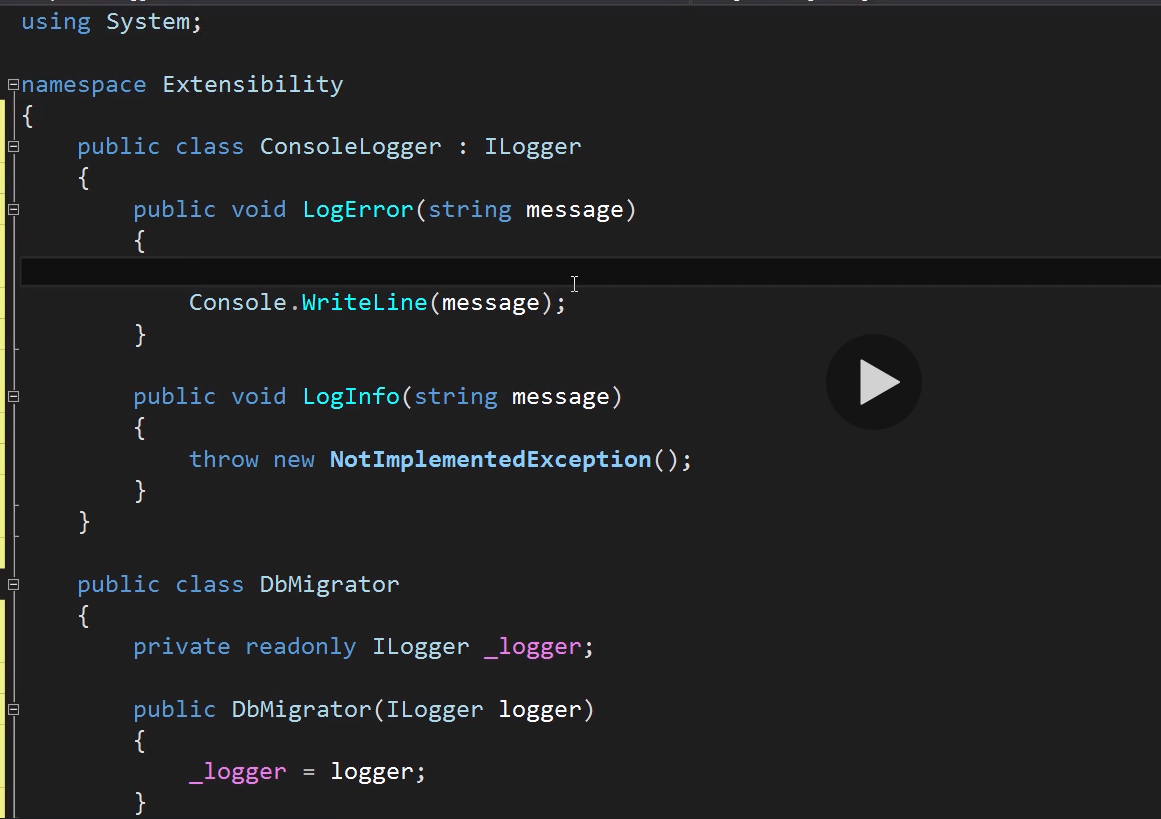 using System;
namespace Extensibility
{
public class ConsoleLogger : ILogger
{
public void LogError(string message)
{
Console.WriteLine(message);
}
public void LogInfo(string message)
{
throw new NotImplementedException();
}
}
public class DbMigrator
{
private readonly ILogger _logger;
public DbMigrator(ILogger logger)
{
_logger = logger;
}